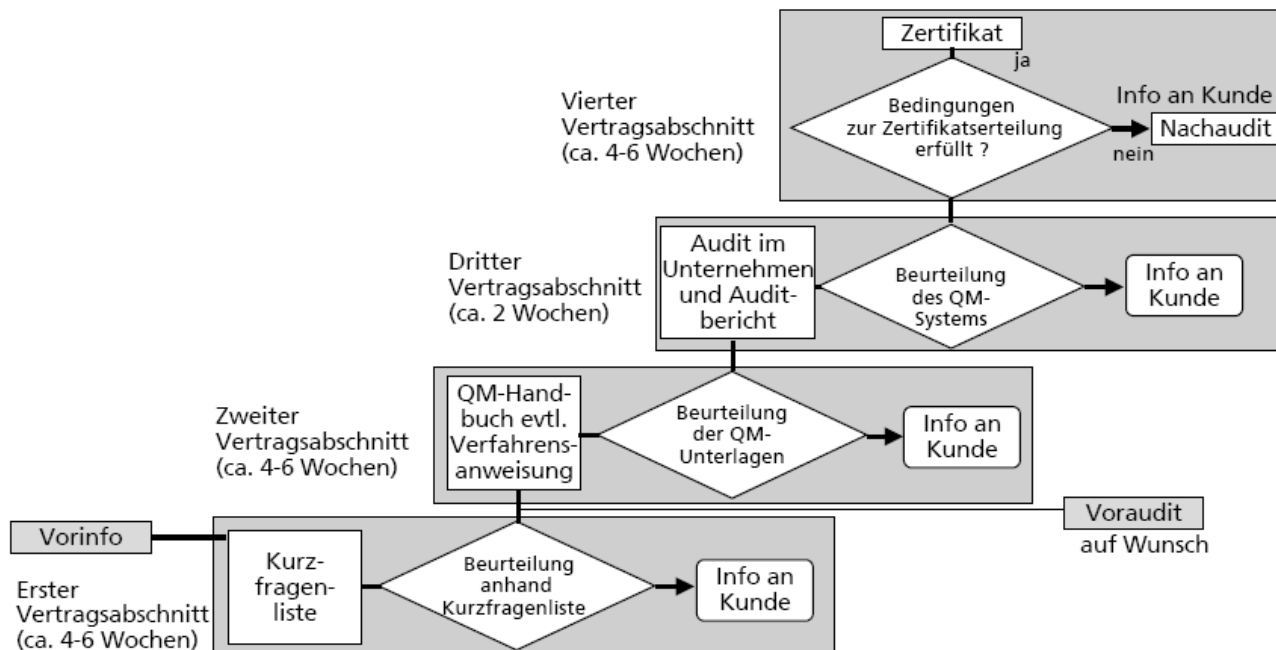 Zertifikat
ja
Bedingungen
zur Zertifikatserteilung
erfüllt ?
nein
Info an Kunde
Nachaudit
Vierter
Vertragsabschnitt
(ca. 4-6 Wochen)
Dritter
Vertragsabschnitt
(ca. 2 Wochen)
Audit im
Unternehmen
und Audit-
bericht
Beurteilung
des QM-
Systems
Info an
Kunde
Zweiter
Vertragsabschnitt
(ca. 4-6 Wochen)
QM-Hand-
buch evtl.
Verfahrens-
anweisung
Beurteilung
der QM-
Unterlagen
Info an
Kunde
Voraudit
auf Wunsch
Vorinfo
Erster
Vertragsabschnitt
(ca. 4-6 Wochen)
Kurz-
fragen-
liste
Beurteilung
anhand
Kurzfragenliste
Info an
Kunde